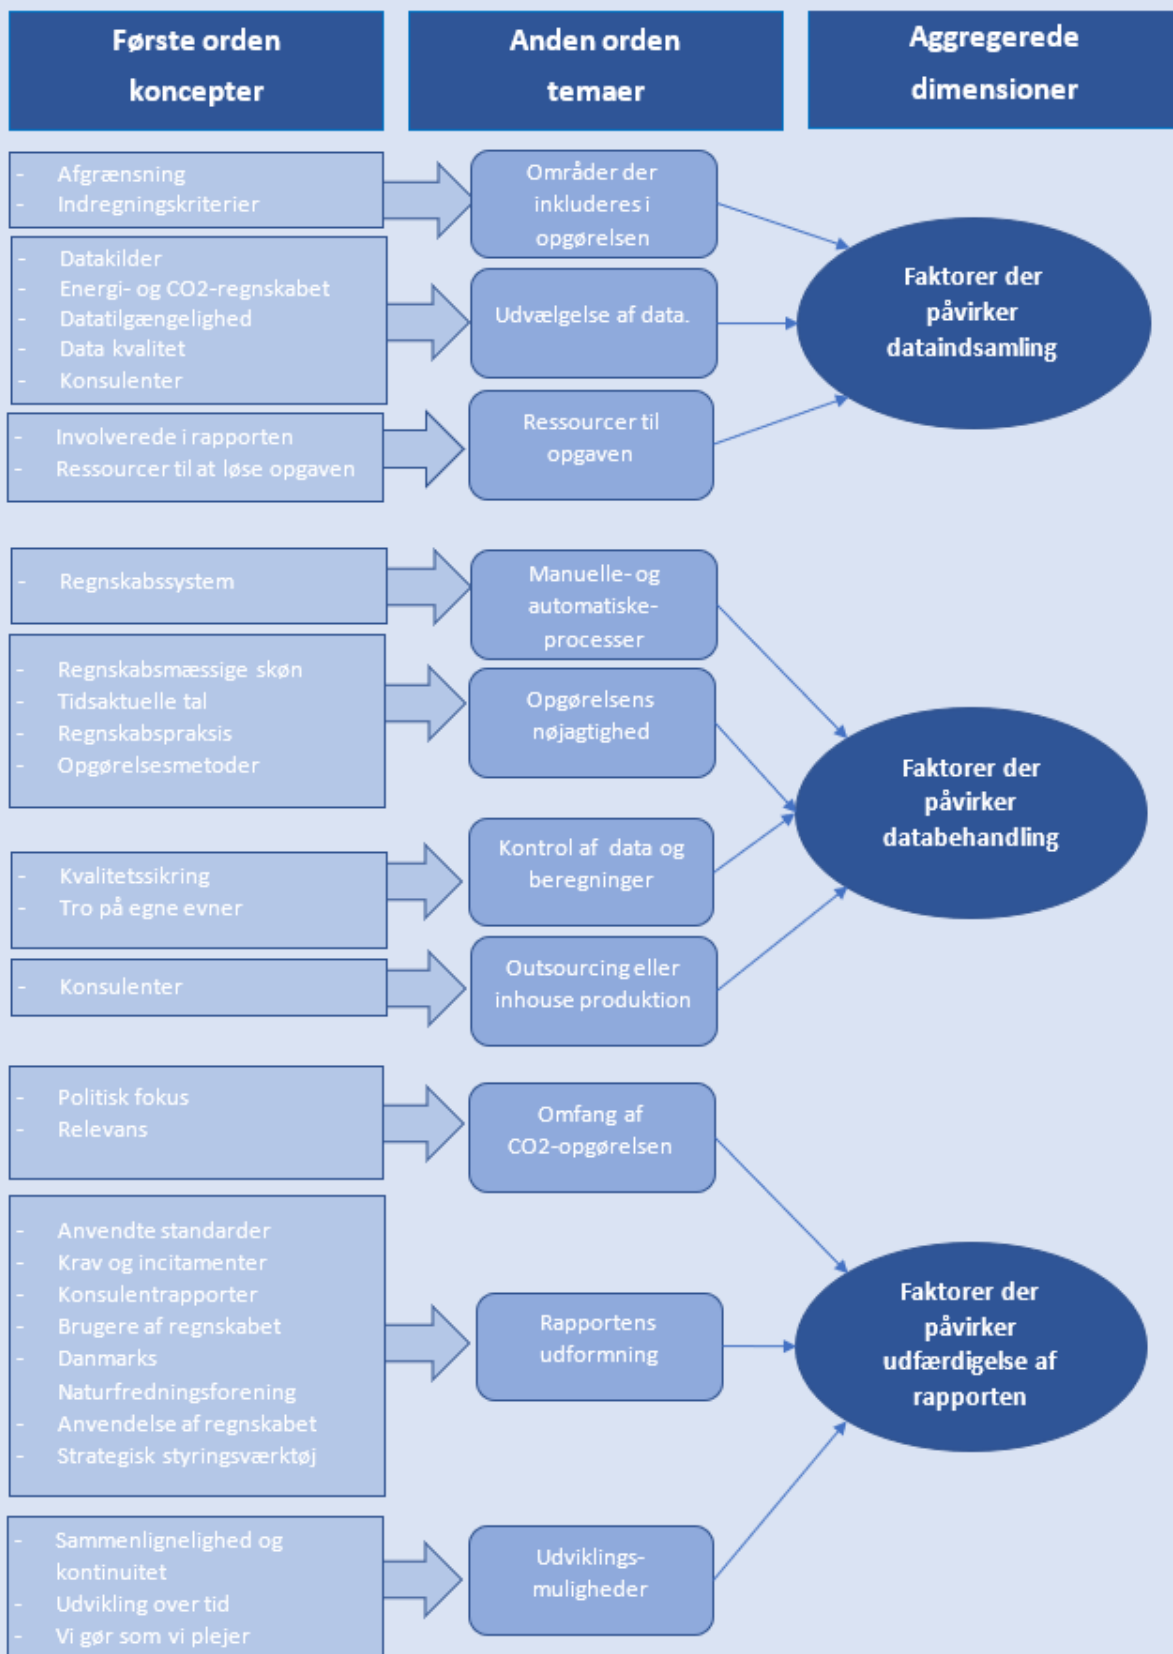 Første orden
koncepter
Anden orden
temaer
Aggregerede
dimensioner
- Afgrænsning
- Indregningskriterier
Områder der
inkluderes i
opgørelsen
- Datakilder
- Energi- og CO2-regnskabet
- Datatilgængelighed
- Data kvalitet
- Konsulenter
Udvælgelse af data.
- Involverede i rapporten
- Ressourcer til at løse opgaven
Ressourcer til
opgaven
Faktorer der
påvirker
dataindsamling
- Regnskabssystem
Manuelle- og
automatiske-
processer
- Regnskabsmæssige skøn
- Tidsaktuelle tal
- Regnskabspraksis
- Opgørelsesmetoder
Opgørelsens
nøjagtighed
- Kvalitetssikring
- Tro på egne evner
Kontrol af data og
beregninger
- Konsulenter
Outsourcing eller
inhouse produktion
Faktorer der
påvirker
databehandling
- Politisk fokus
- Relevans
Omfang af
CO2-opgørelsen
- Anvendte standarder
- Krav og incitamenter
- Konsulentrapporter
- Brugere af regnskabet
- Danmarks
Naturfredningsforening
- Anvendelse af regnskabet
- Strategisk styringsværktøj
Rapportens
udformning
- Sammenlignelighed og
kontinuitet
- Udvikling over tid
- Vi gør som vi plejer
Udviklings-
muligheder
Faktorer der
påvirker
udfærdigelse af
rapporten